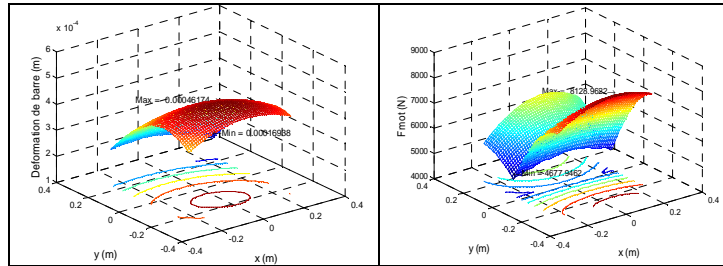 x 10⁻⁴
6
5
4
3
2
1
0.4
0.2
0
-0.2
-0.4
-0.4
-0.2
0
0.2
0.4
Déformation de barre (m)
y (m)
x (m)
Max = 0.00046174
Min = 0.00016938
9000
8000
7000
6000
5000
4000
0.4
0.2
0
-0.2
-0.4
-0.4
-0.2
0
0.2
0.4
Fmot (N)
y (m)
x (m)
Max = 8128.9682
Min = 4677.9462